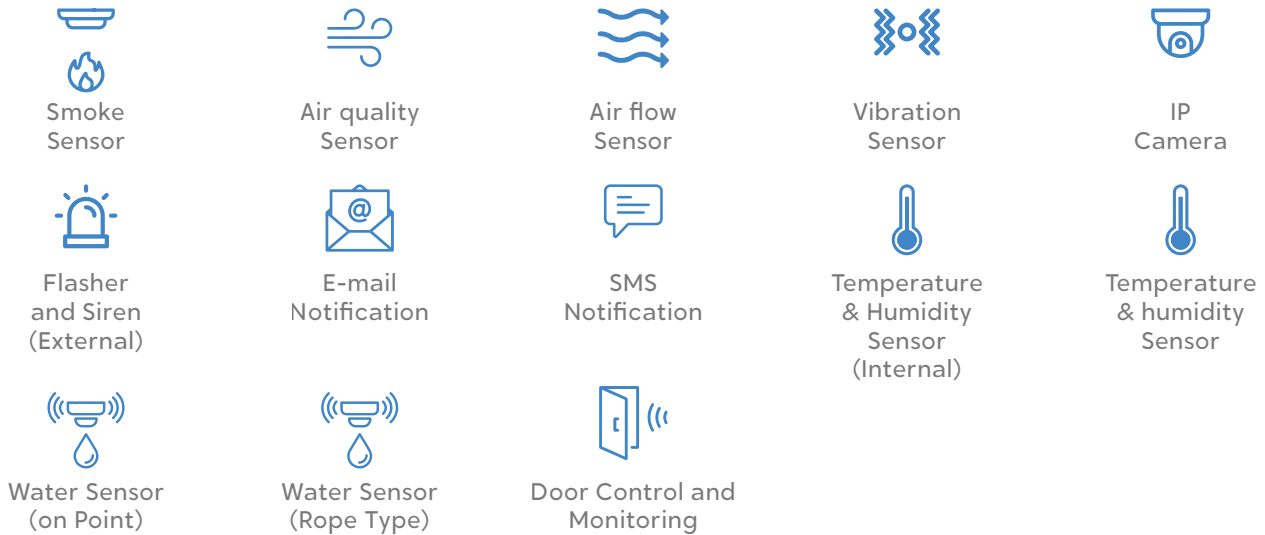 Smoke
Sensor
Air quality
Sensor
Air flow
Sensor
Vibration
Sensor
IP
Camera
Flasher
and Siren
(External)
@
E-mail
Notification
SMS
Notification
Temperature
& Humidity
Sensor
(Internal)
Temperature
& humidity
Sensor
Water Sensor
(on Point)
Water Sensor
(Rope Type)
Door Control and
Monitoring